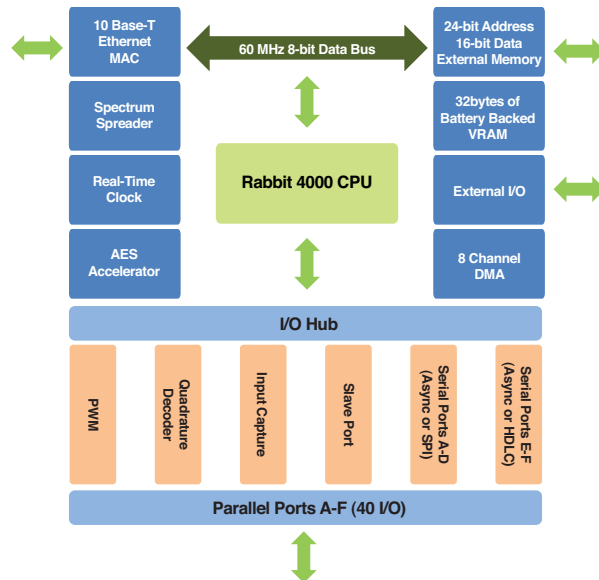 10 Base-T
Ethernet
MAC
60 MHz 8-bit Data Bus
24-bit Address
16-bit Data
External Memory
Spectrum
Spreader
32bytes of
Battery Backed
VRAM
Rabbit 4000 CPU
Real-Time
Clock
External I/O
AES
Accelerator
8 Channel
DMA
I/O Hub
PWM
Quadrature
Decoder
Input Capture
Slave Port
Serial Ports A-D
(Async or SPI)
Serial Ports E-F
(Async or HDLC)
Parallel Ports A-F (40 I/O)